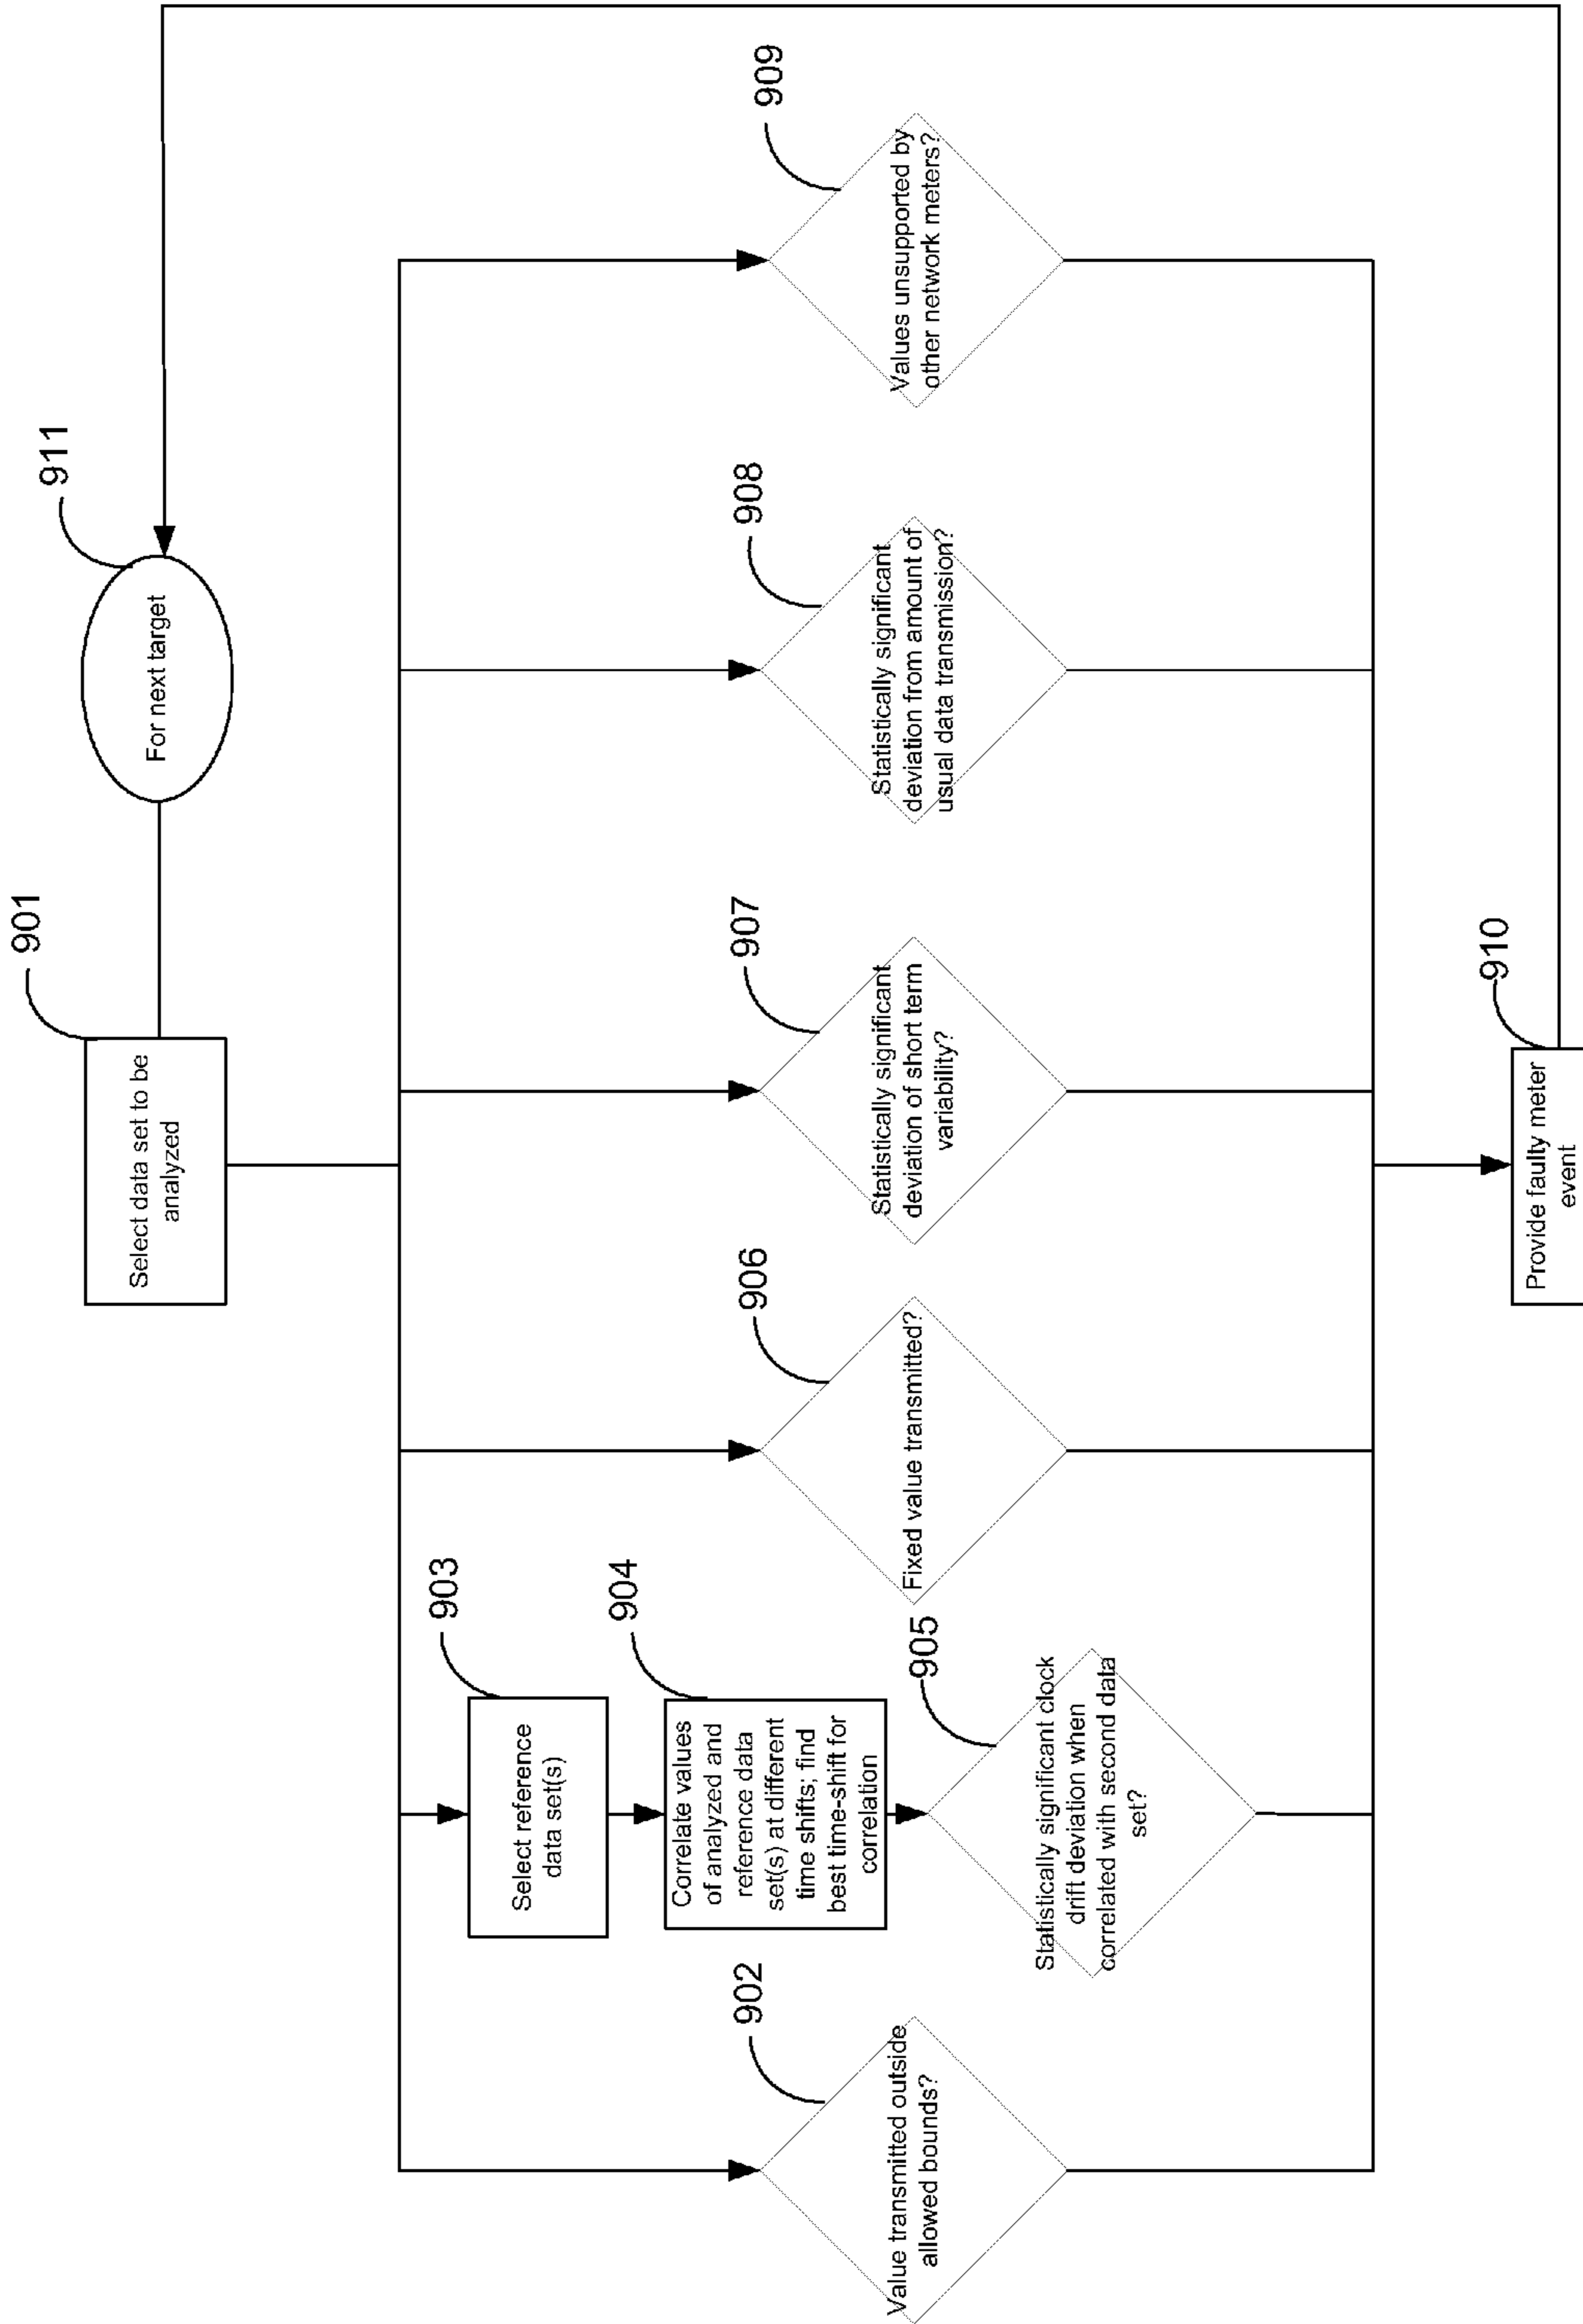 901
Select data set to be
analyzed
911
For next target
902
Value transmitted outside
allowed bounds?
903
Select reference
data set(s)
904
Correlate values
of analyzed and
reference data
set(s) at different
time shifts; find
best time-shift for
correlation
905
Statistically significant clock
drift deviation when
correlated with second data
set?
906
Fixed value transmitted?
907
Statistically significant
deviation of short term
variability?
908
Statistically significant
deviation from amount of
usual data transmission?
909
Values unsupported by
other network meters?
910
Provide faulty meter
event